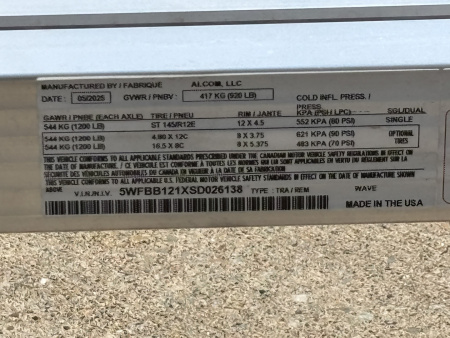 MANUFACTURED BY / FABRIQUE ALCOM, LLC
DATE : 05/2025 GVWR / PNBV : 417 KG (920 LB) COLD INFL. PRESS. /
PRESS.
GAWR / PNBE (EACH AXLE) TIRE / PNEU RIM / JANTE KPA (PSI-LPC) SGL/DUAL
544 KG (1200 LB) ST 145/R12E 12 X 4.5 552 KPA (80 PSI) SINGLE
544 KG (1200 LB) 4.80 X 12C 8 X 3.75 621 KPA (90 PSI) OPTIONAL
544 KG (1200 LB) 16.5 X 8C 8 X 5.375 483 KPA (70 PSI) TIRES
THIS VEHICLE CONFORMS TO ALL APPLICABLE STANDARDS PRESCRIBED UNDER THE CANADIAN MOTOR VEHICLE SAFETY REGULATIONS IN EFFECT
ON THE DATE OF MANUFACTURE / CE VEHICULE EST CONFORME A TOUTES LES NORMES QUI LUI SONT APPLICABLES EN VERTU DU REGLEMENT SUR LA
SECURITE DES VEHICULES AUTOMOBILES DU CANADA EN VIGUEUR A LA DATE DE SA FABRICATION
THIS VEHICLE CONFORMS TO ALL APPLICABLE U.S. FEDERAL MOTOR VEHICLE SAFETY STANDARDS IN EFFECT ON THE DATE OF MANUFACTURE SHOWN
ABOVE
V.I.N./N.I.V. 5WFBB121XSD026138 TYPE : TRA / REM WAVE
MADE IN THE USA